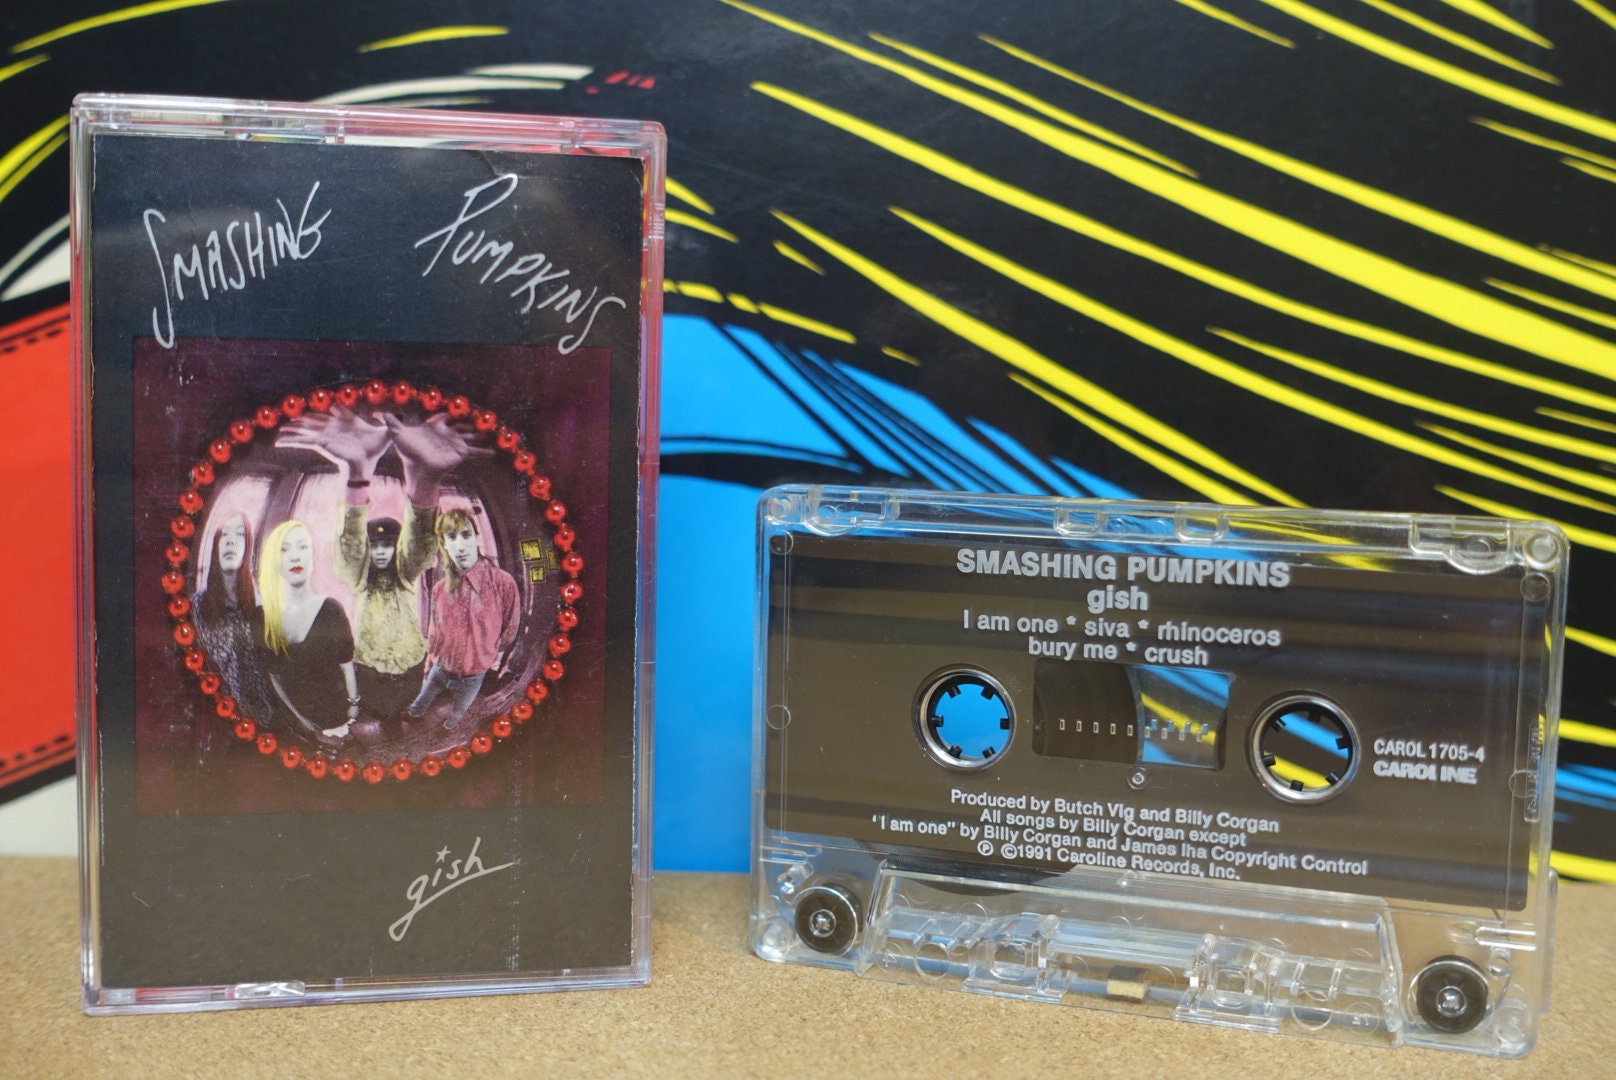 SMASHING PUMPKINS
gish
SMASHING PUMPKINS
gish
I am one * siva * rhinoceros
bury me * crush
CAROL 1705-4
CAROLINE
Produced by Butch Vig and Billy Corgan
All songs by Billy Corgan except
"I am one" by Billy Corgan and James Iha Copyright Control
℗ ©1991 Caroline Records, Inc.